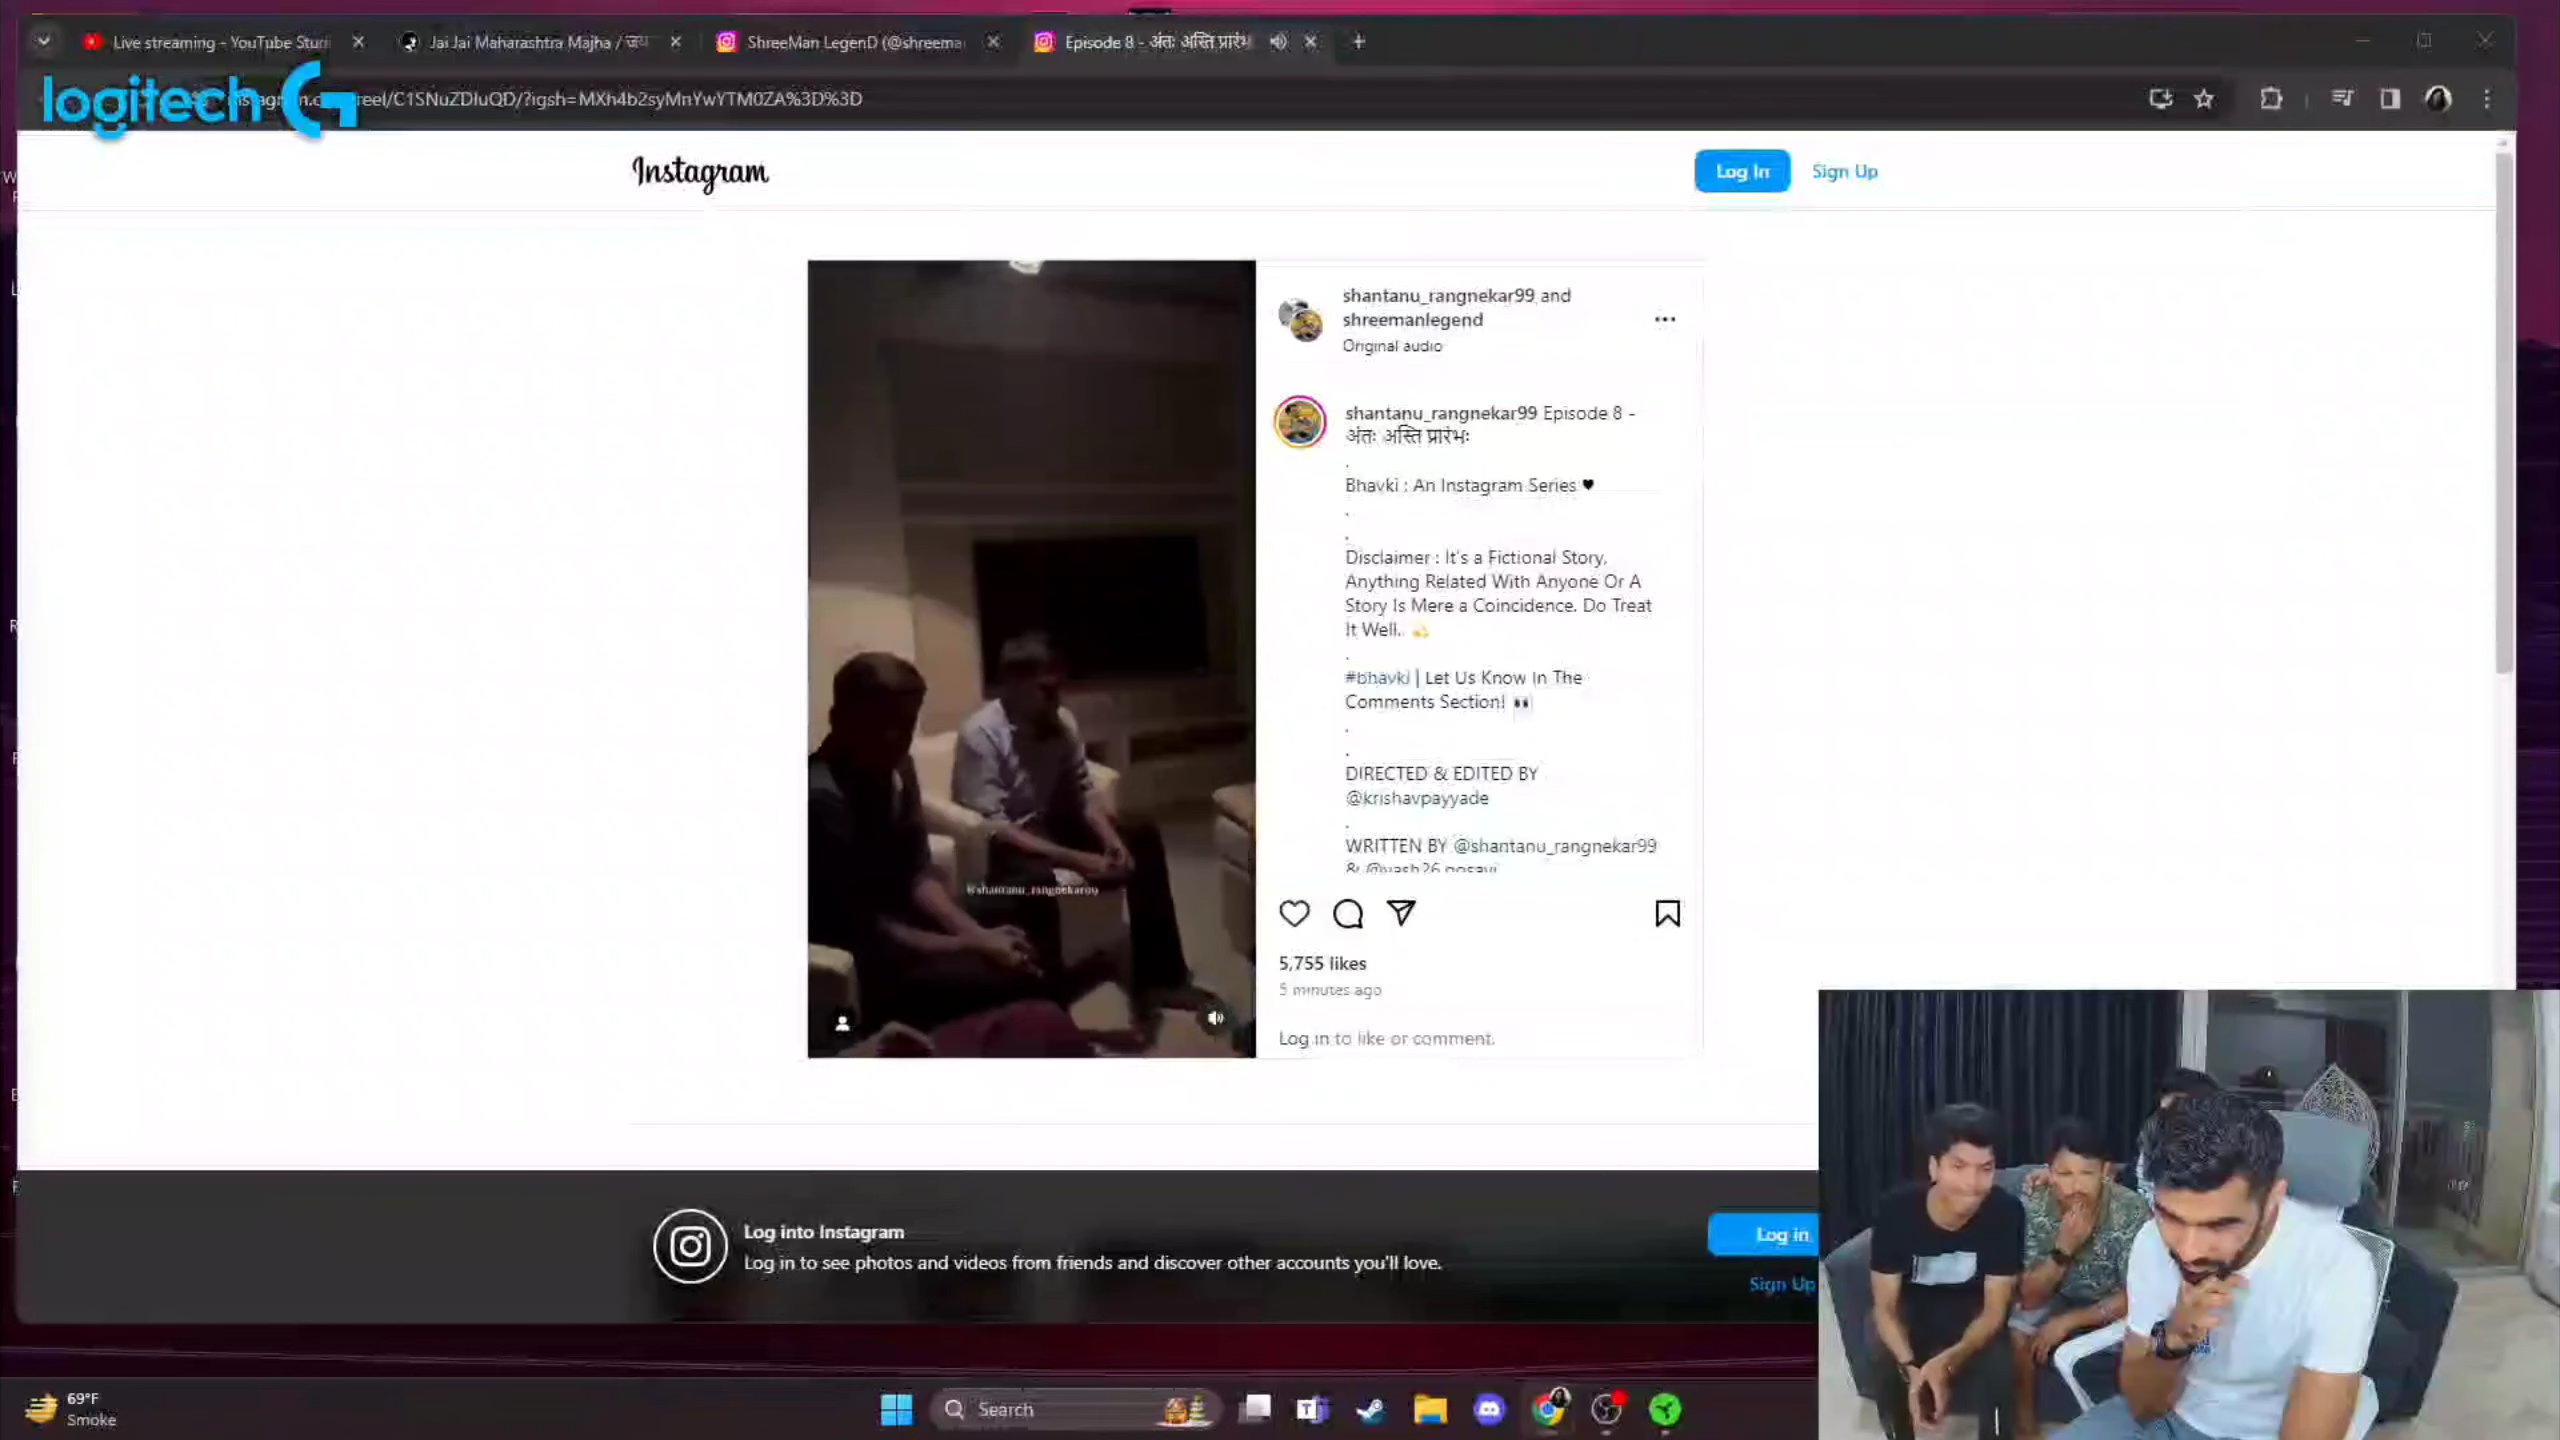 Live streaming - YouTube Stu
Jai Jai Maharashtra Majha / जय
ShreeMan LegenD (@shreema
Episode 8 - अंतः अस्ति प्रारंभ
logitech G
reel/C1SNuZDIuQD/?igsh=MXh4b2syMnYwYTM0ZA%3D%3D
Instagram
Log In
Sign Up
shantanu_rangnekar99 and
shreemanlegend
Original audio
shantanu_rangnekar99 Episode 8 -
अंतः अस्ति प्रारंभः
.
Bhavki : An Instagram Series ♥
.
.
Disclaimer : It's a Fictional Story,
Anything Related With Anyone Or A
Story Is Mere a Coincidence. Do Treat
It Well.
.
#bhavki | Let Us Know In The
Comments Section! 👀
.
.
DIRECTED & EDITED BY
@krishavpayyade
.
WRITTEN BY @shantanu_rangnekar99
@shantanu_rangnekar99
5,755 likes
5 minutes ago
Log in to like or comment.
Log into Instagram
Log in to see photos and videos from friends and discover other accounts you'll love.
Log in
Sign Up
69°F
Smoke
Search